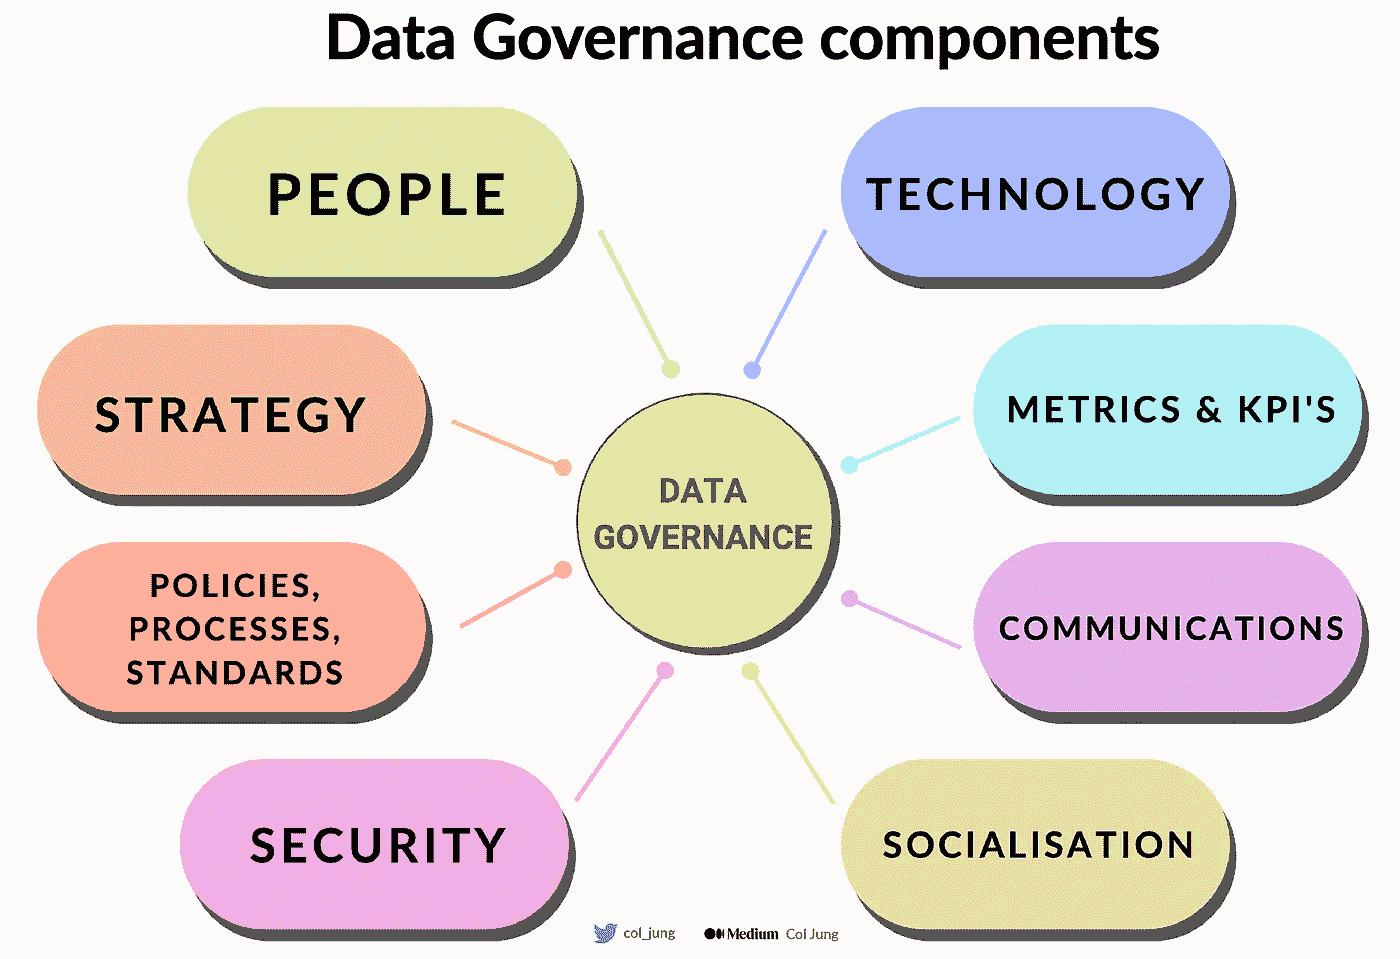 Data Governance components
PEOPLE
TECHNOLOGY
STRATEGY
METRICS & KPI'S
DATA
GOVERNANCE
POLICIES,
PROCESSES,
STANDARDS
COMMUNICATIONS
SECURITY
SOCIALISATION
col_jung
Medium Col Jung